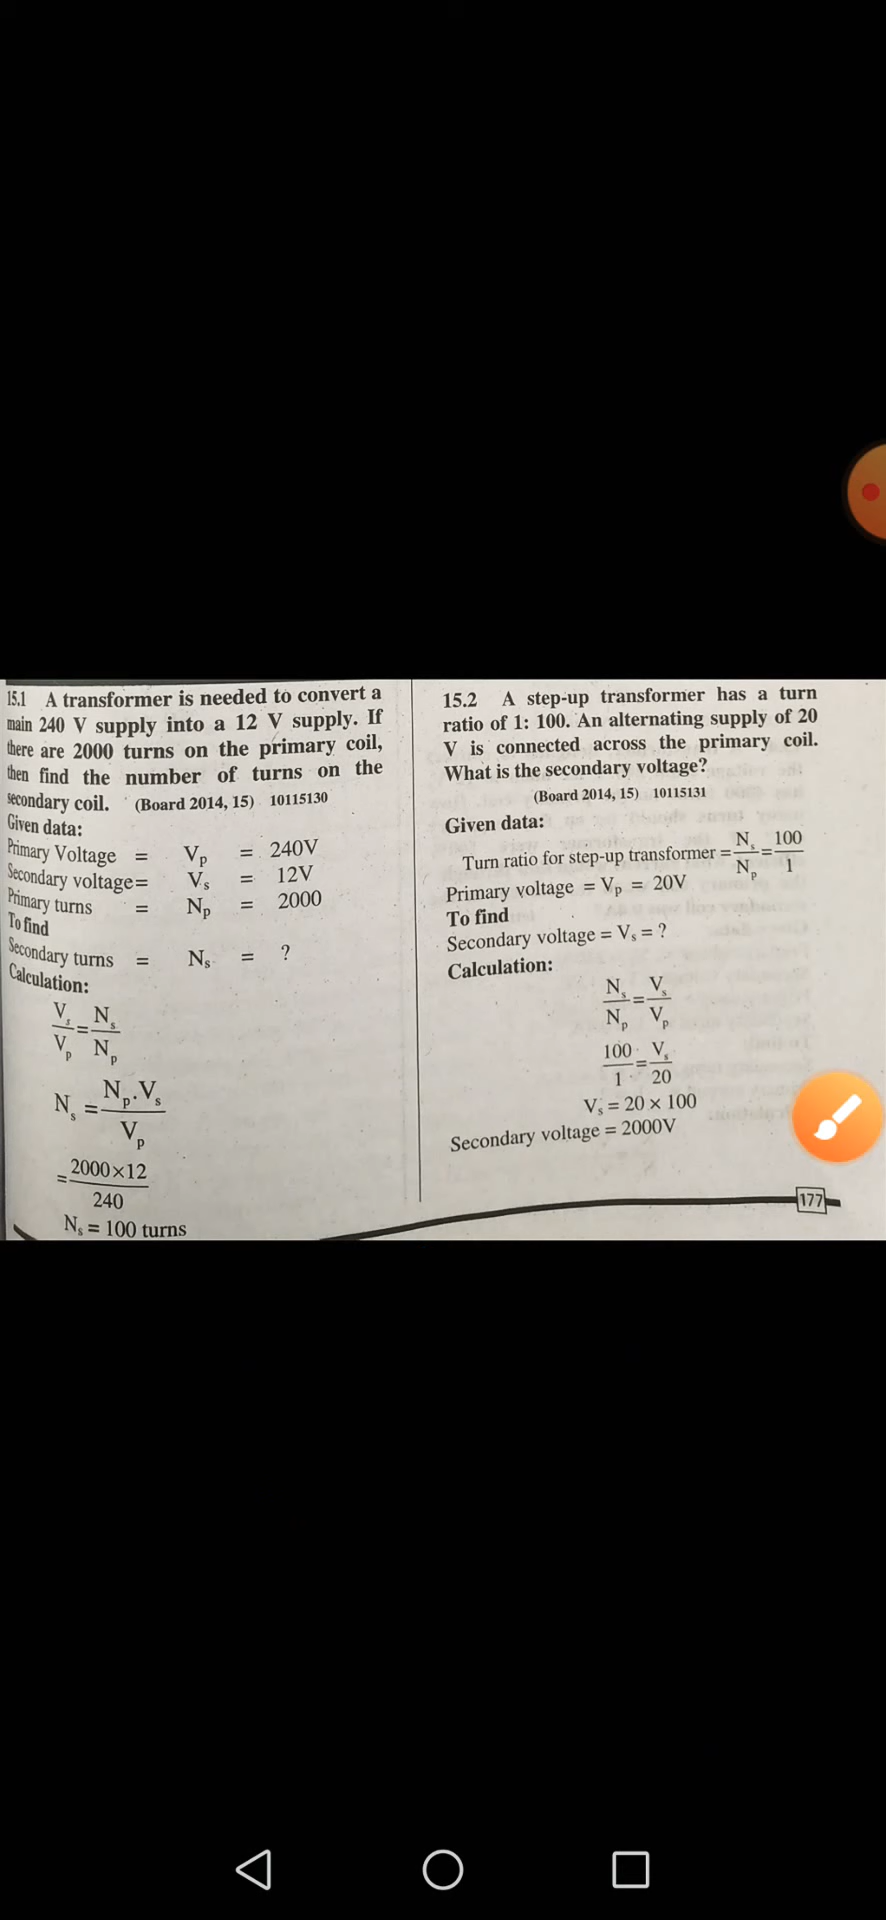 15.1 A transformer is needed to convert a
main 240 V supply into a 12 V supply. If
there are 2000 turns on the primary coil,
then find the number of turns on the
secondary coil. (Board 2014, 15) 10115130
Given data:
Primary Voltage = Vₚ = 240V
Secondary voltage= Vₛ = 12V
Primary turns = Nₚ = 2000
To find
Secondary turns = Nₛ = ?
Calculation:
Vₛ/Vₚ = Nₛ/Nₚ
Nₛ = Nₚ.Vₛ/Vₚ
= 2000×12/240
Nₛ = 100 turns
15.2 A step-up transformer has a turn
ratio of 1: 100. An alternating supply of 20
V is connected across the primary coil.
What is the secondary voltage?
(Board 2014, 15) 10115131
Given data:
Turn ratio for step-up transformer = Nₛ/Nₚ = 100/1
Primary voltage = Vₚ = 20V
To find
Secondary voltage = Vₛ = ?
Calculation:
Nₛ/Nₚ = Vₛ/Vₚ
100/1 = Vₛ/20
Vₛ = 20 × 100
Secondary voltage = 2000V
177